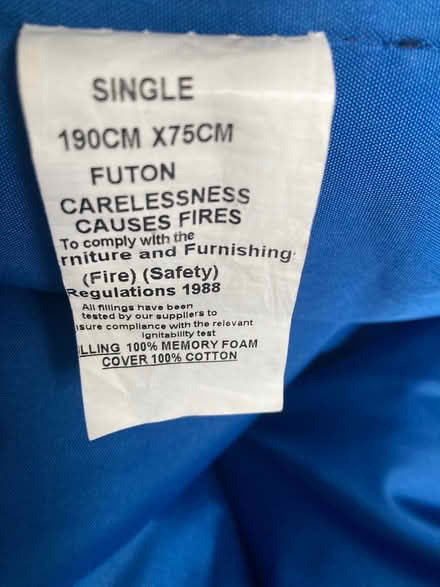 SINGLE
190CM X75CM
FUTON
CARELESSNESS
CAUSES FIRES
To comply with the
rniture and Furnishing
(Fire) (Safety)
Regulations 1988
All fillings have been
tested by our suppliers to
sure compliance with the relevant
ignitability test
LLING 100% MEMORY FOAM
COVER 100% COTTON